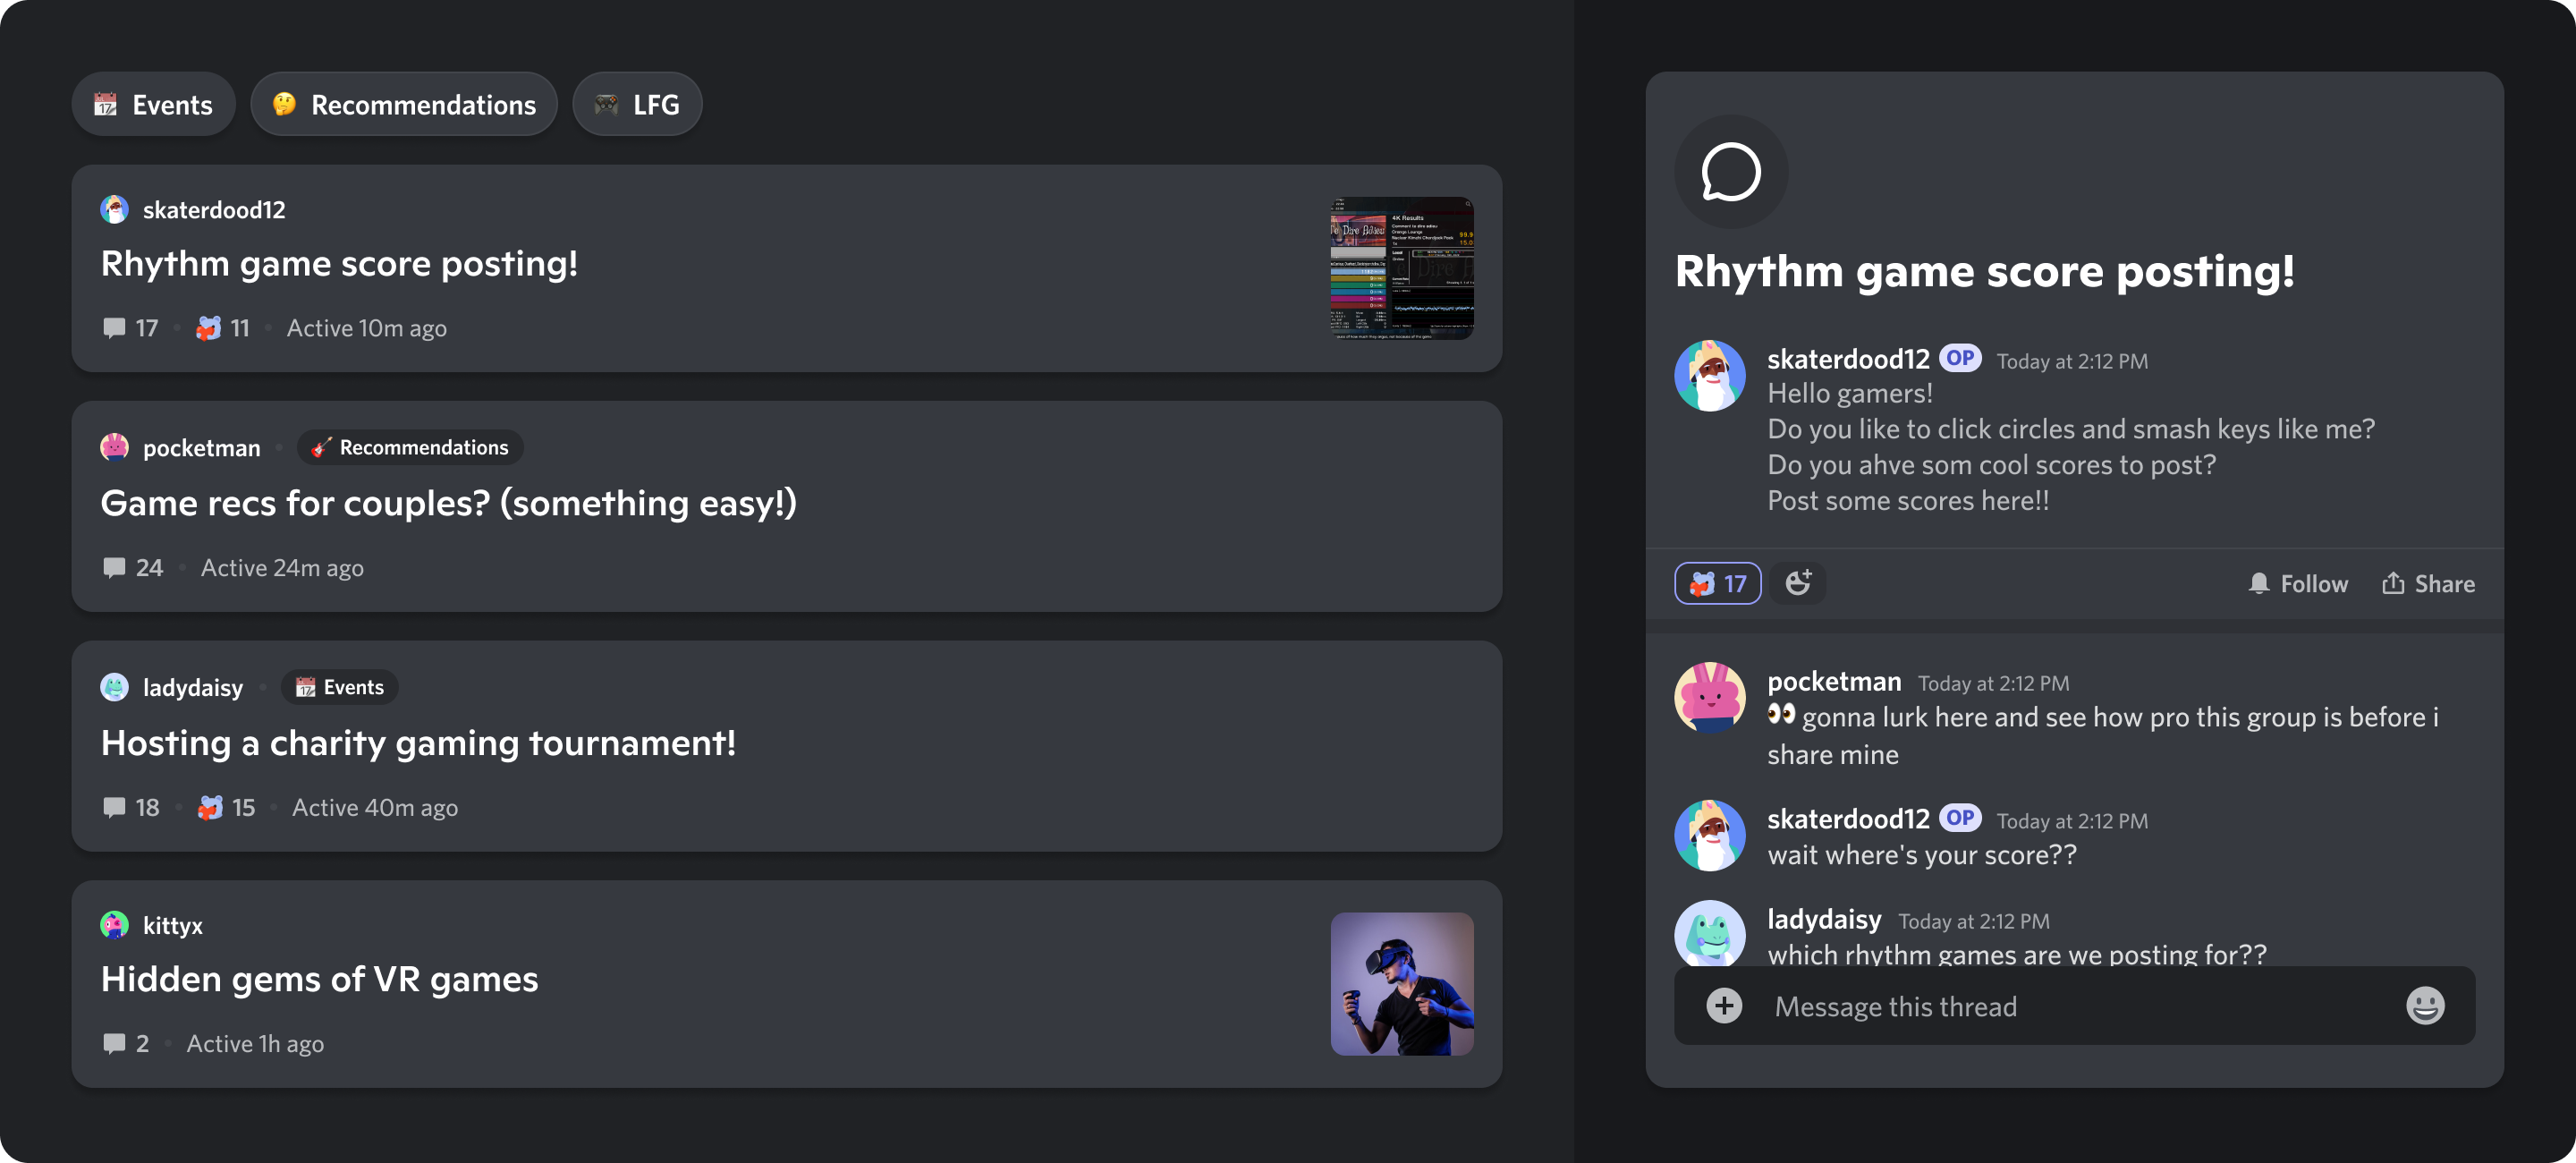 Events
Recommendations
LFG
skaterdood12
Rhythm game score posting!
17
11
Active 10m ago
4K Results
pocketman
Recommendations
Game recs for couples? (something easy!)
24
Active 24m ago
ladydaisy
Events
Hosting a charity gaming tournament!
18
15
Active 40m ago
kittyx
Hidden gems of VR games
2
Active 1h ago
Rhythm game score posting!
skaterdood12 OP Today at 2:12 PM
Hello gamers!
Do you like to click circles and smash keys like me?
Do you ahve som cool scores to post?
Post some scores here!!
17
Follow
Share
pocketman Today at 2:12 PM
gonna lurk here and see how pro this group is before i
share mine
skaterdood12 OP Today at 2:12 PM
wait where's your score??
ladydaisy Today at 2:12 PM
which rhythm games are we posting for??
Message this thread